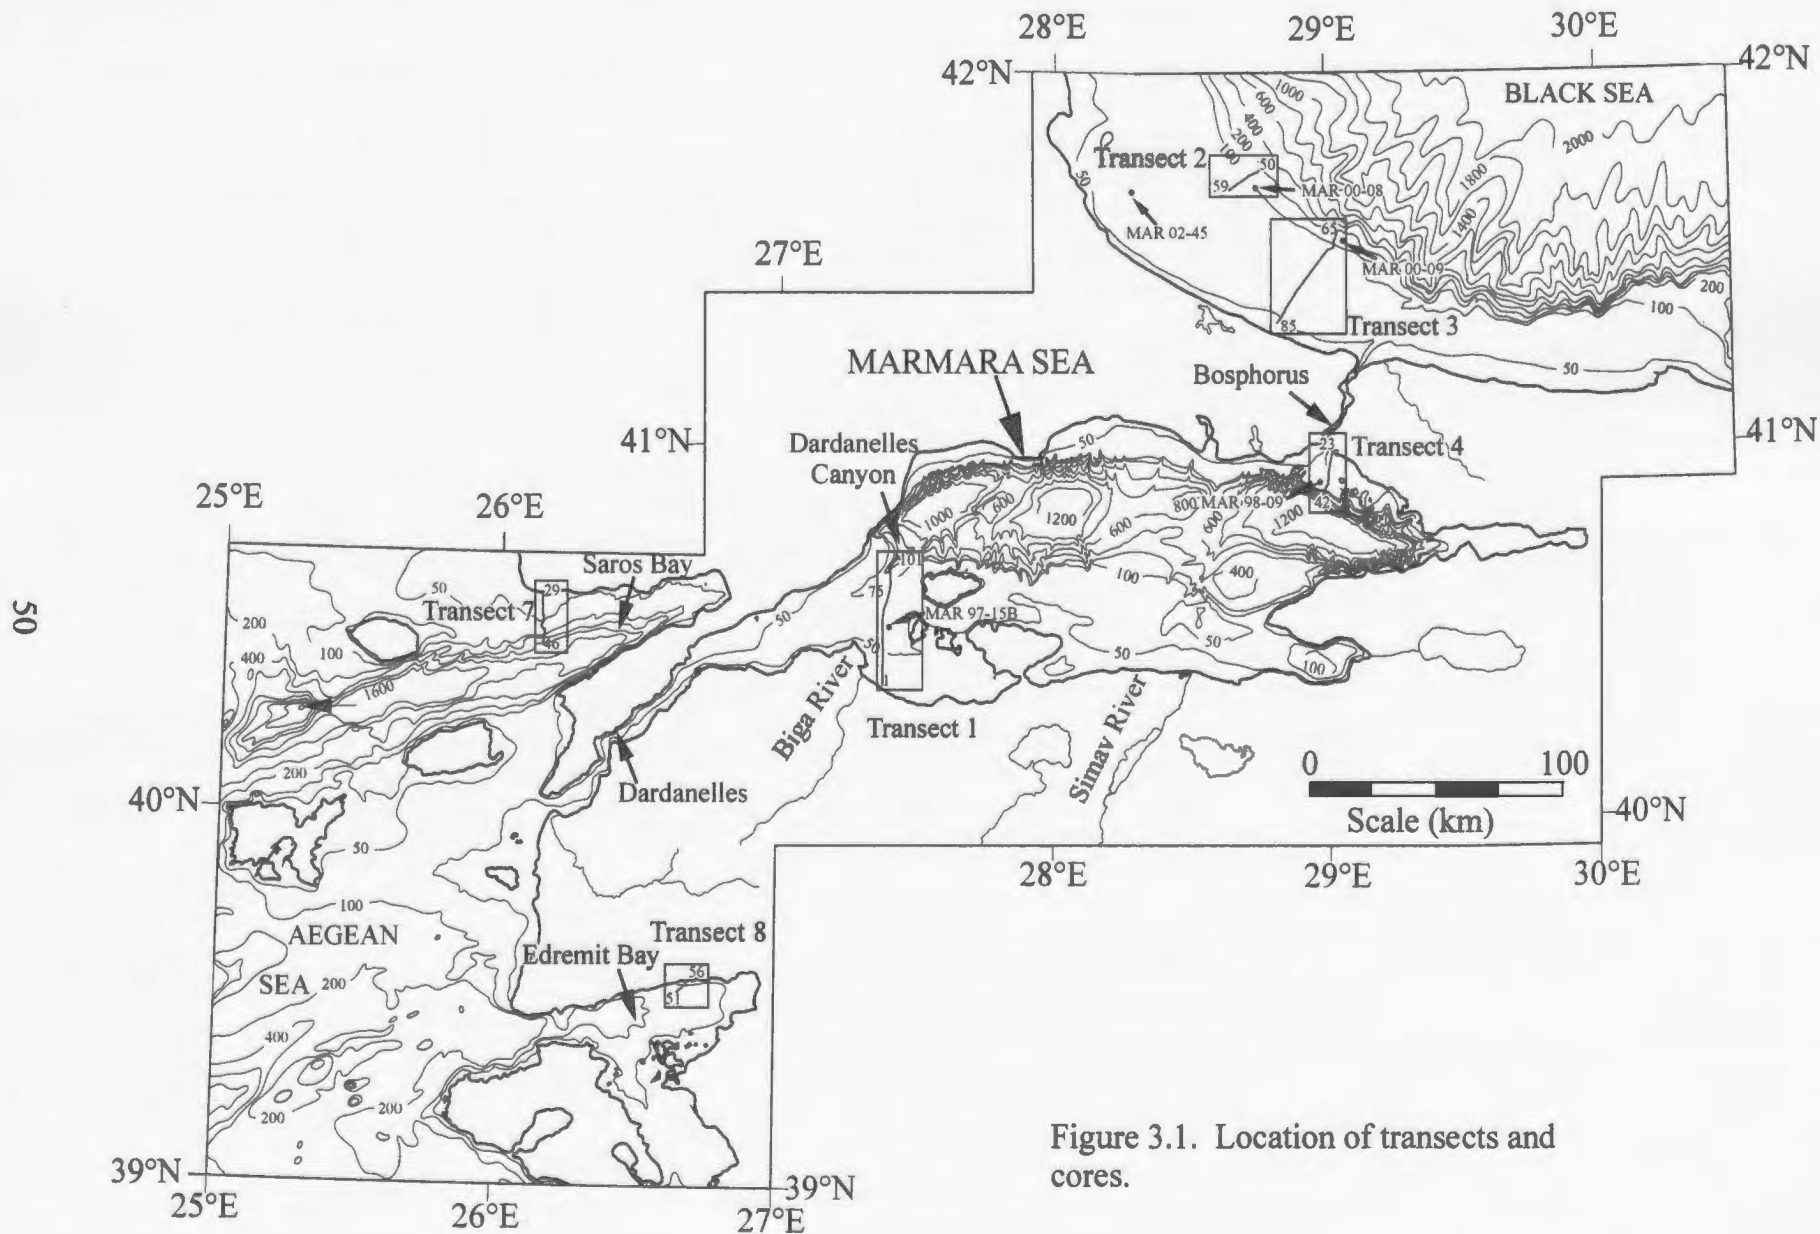 28°E
29°E
30°E
42°N
42°N
BLACK SEA
1000
600
400
200
100
2000
1800
1400
Transect 2
50
59
50
MAR 00-08
MAR 02-45
65
MAR 00-09
85
Transect 3
200
100
50
27°E
MARMARA SEA
Bosphorus
41°N
41°N
Dardanelles
Canyon
50
23
Transect 4
25°E
26°E
1000
600
1200
600
800
MAR 98-09
42
600
1200
Saros Bay
50
29
Transect 7
46
200
100
400
1600
101
75
MAR 97-15B
50
1
50
100
400
50
50
100
Biga River
Transect 1
Simav River
0
100
Scale (km)
200
40°N
40°N
Dardanelles
50
28°E
29°E
30°E
100
AEGEAN
SEA
200
Transect 8
Edremit Bay
56
51
400
200
200
39°N
39°N
25°E
26°E
27°E
Figure 3.1. Location of transects and
cores.
50